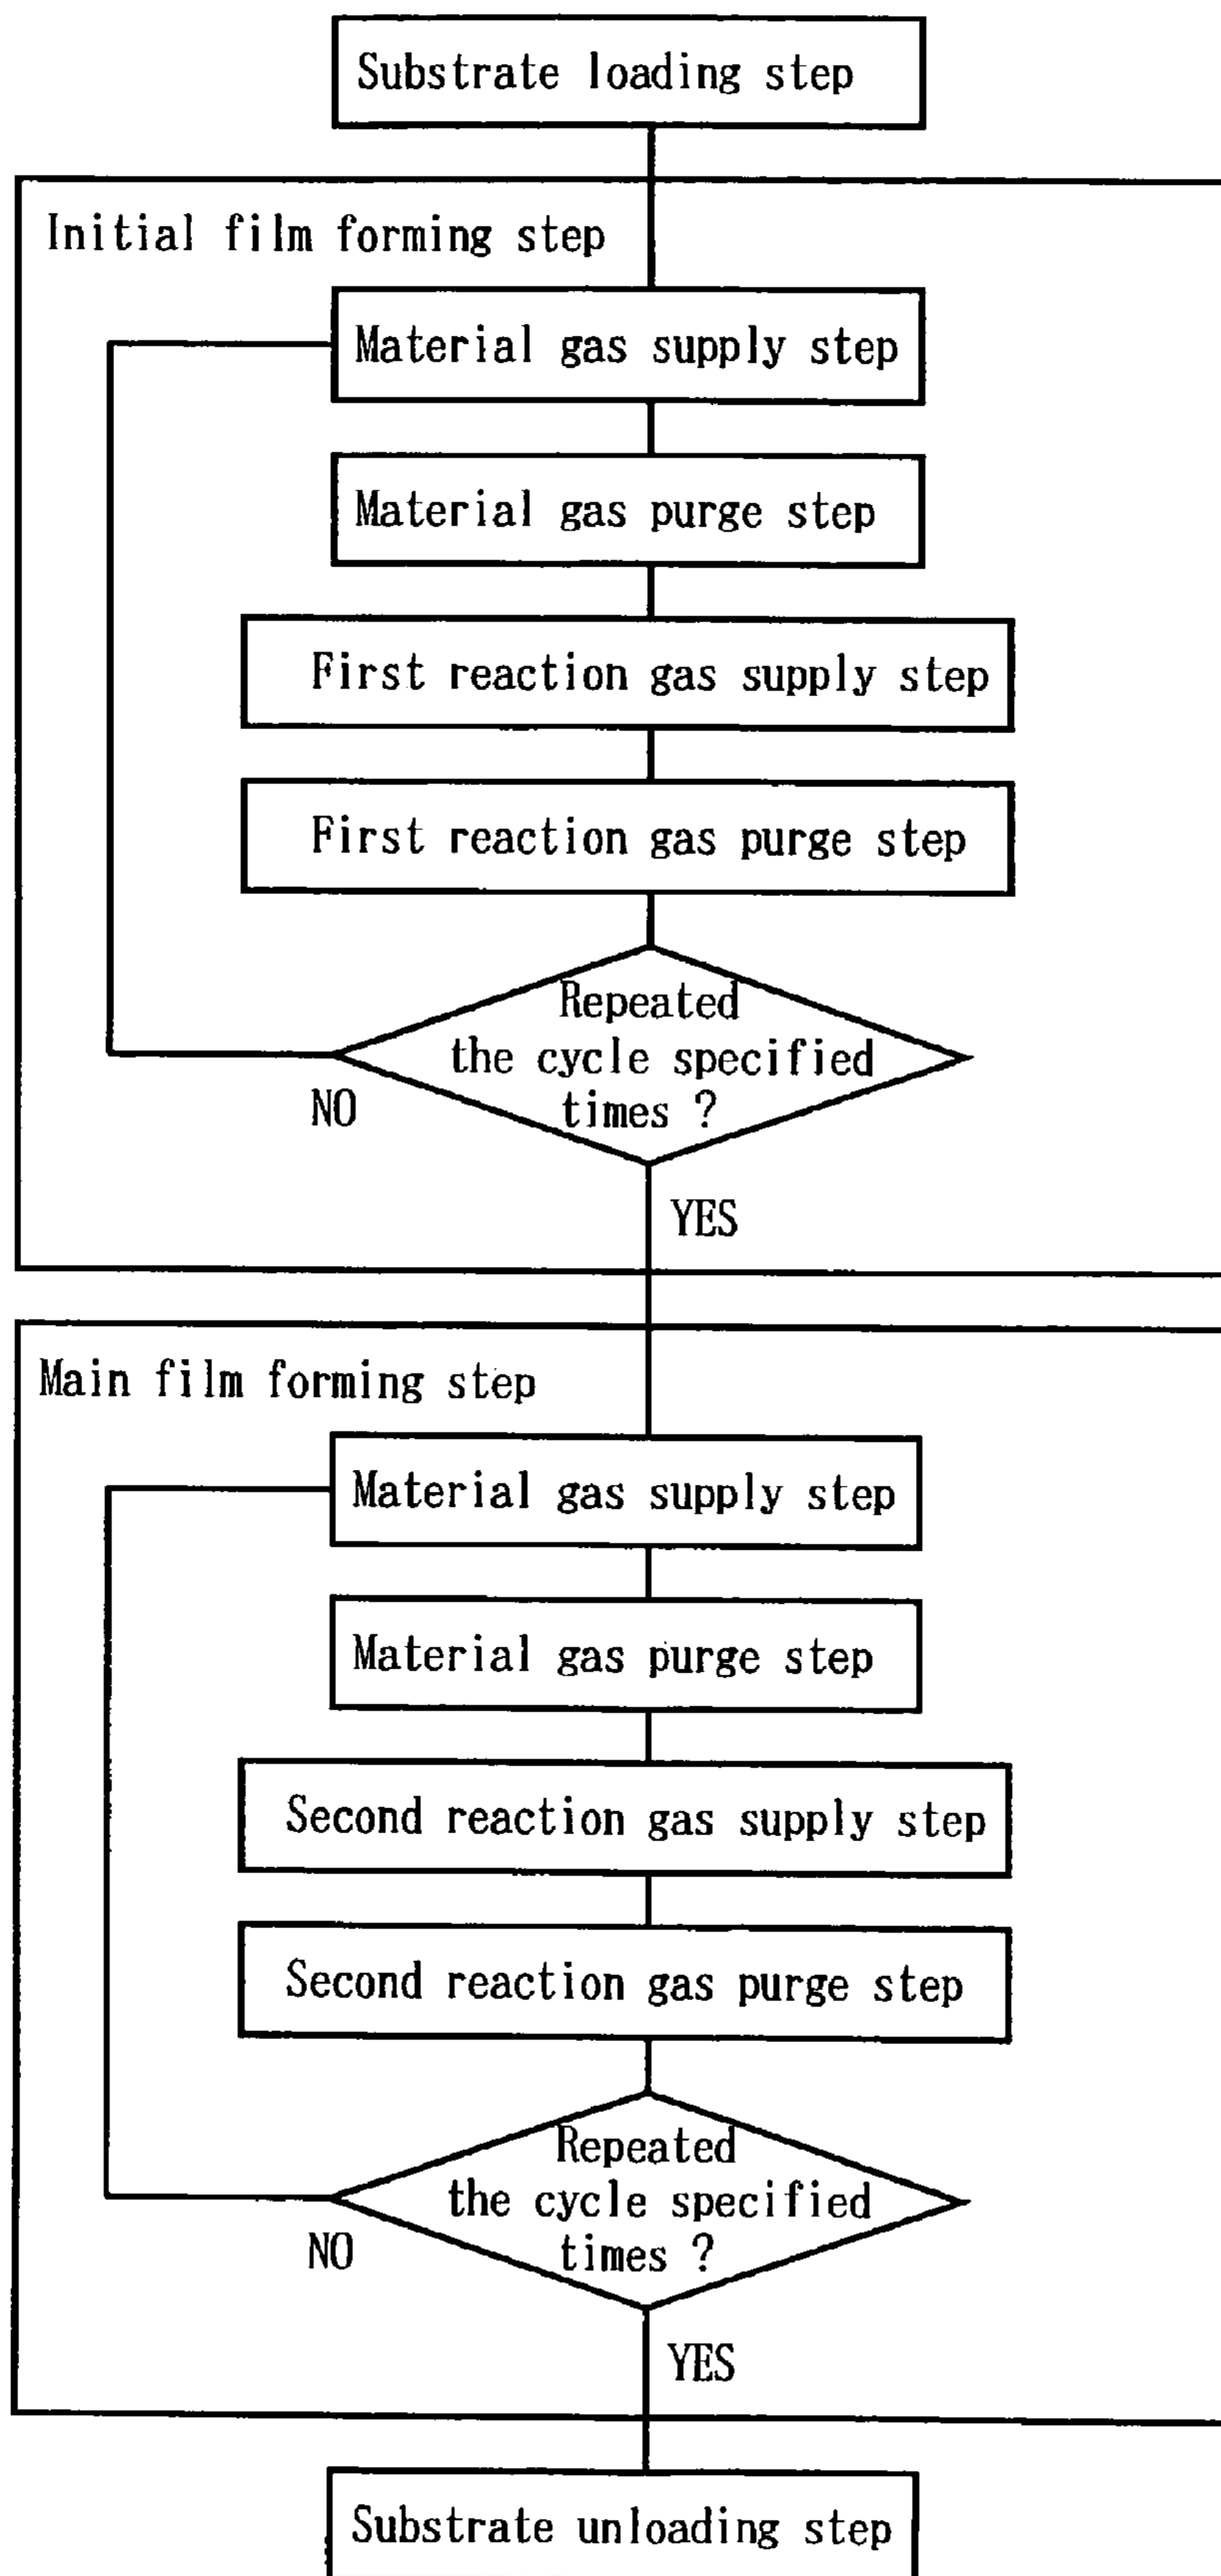 Substrate loading step
Initial film forming step
Material gas supply step
Material gas purge step
First reaction gas supply step
First reaction gas purge step
Repeated
the cycle specified
times ?
NO
YES
Main film forming step
Material gas supply step
Material gas purge step
Second reaction gas supply step
Second reaction gas purge step
Repeated
the cycle specified
times ?
NO
YES
Substrate unloading step